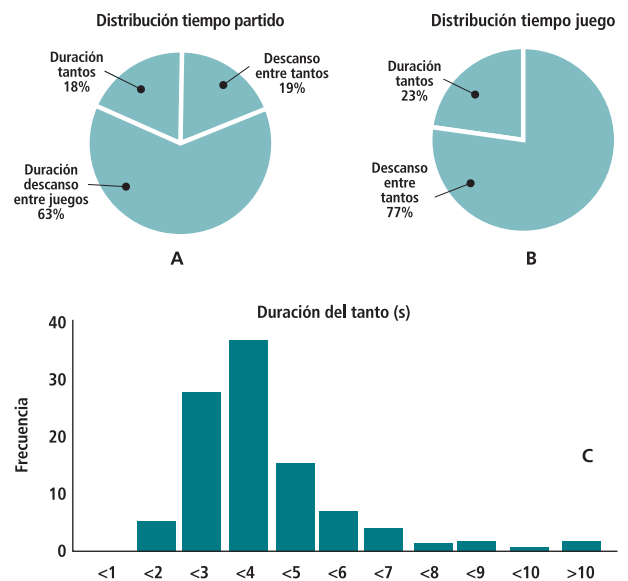 Distribución tiempo partido
Duración
tantos
18%
Descanso
entre tantos
19%
Duración
descanso
entre juegos
63%
A
Distribución tiempo juego
Duración
tantos
23%
Descanso
entre
tantos
77%
B
Duración del tanto (s)
Frecuencia
40
30
20
10
0
C
<1 <2 <3 <4 <5 <6 <7 <8 <9 <10 >10